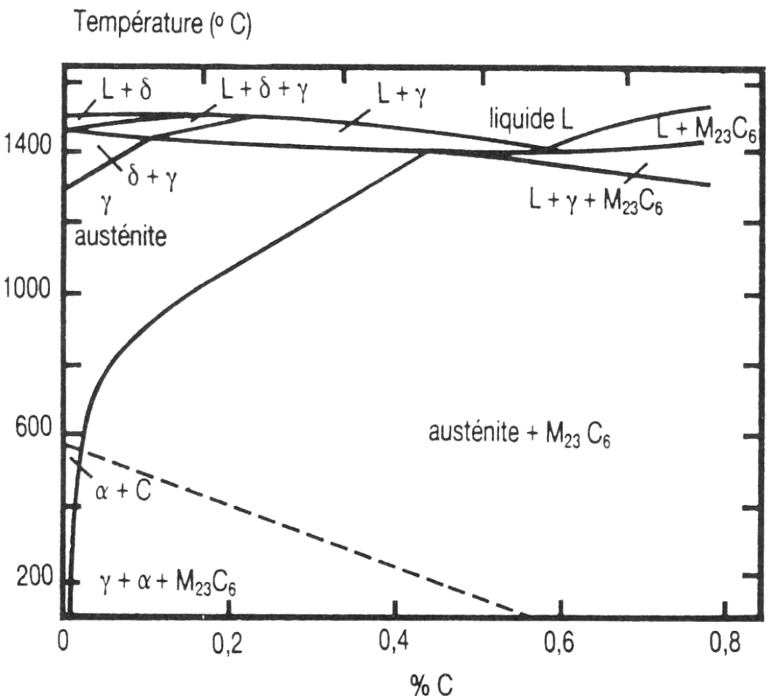 Température (º C)
L + δ
L + δ + γ
L + γ
liquide L
L + M₂₃C₆
1400
δ + γ
L + γ + M₂₃C₆
γ
austénite
1000
600
austénite + M₂₃ C₆
α + C
200
γ + α + M₂₃C₆
0
0,2
0,4
0,6
0,8
% C